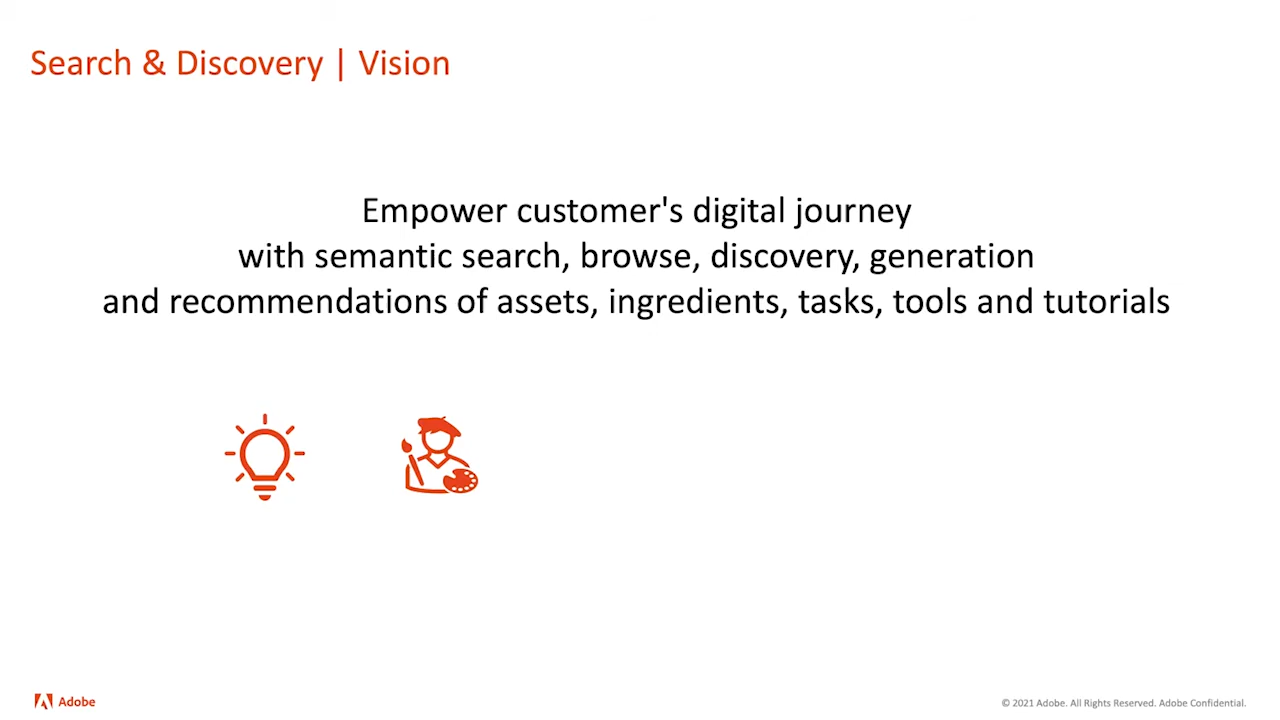 Search & Discovery | Vision
Empower customer's digital journey
with semantic search, browse, discovery, generation
and recommendations of assets, ingredients, tasks, tools and tutorials
Adobe
© 2021 Adobe. All Rights Reserved. Adobe Confidential.